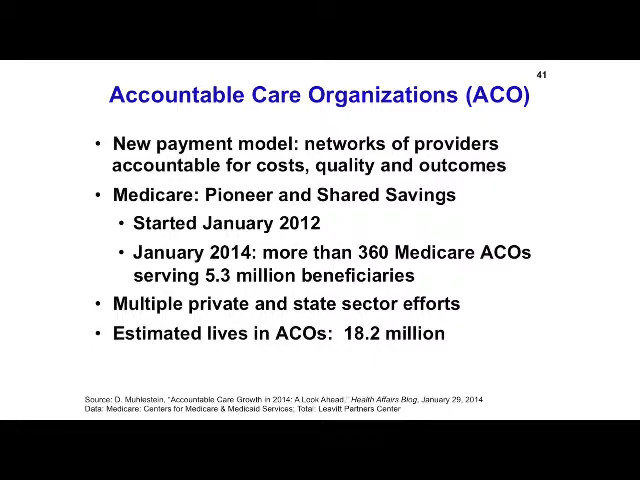 41
Accountable Care Organizations (ACO)
• New payment model: networks of providers
accountable for costs, quality and outcomes
• Medicare: Pioneer and Shared Savings
• Started January 2012
• January 2014: more than 360 Medicare ACOs
serving 5.3 million beneficiaries
• Multiple private and state sector efforts
• Estimated lives in ACOs: 18.2 million
Source: D. Muhlestein, "Accountable Care Growth in 2014: A Look Ahead," Health Affairs Blog, January 29, 2014
Data: Medicare: Centers for Medicare & Medicaid Services; Total: Leavitt Partners Center